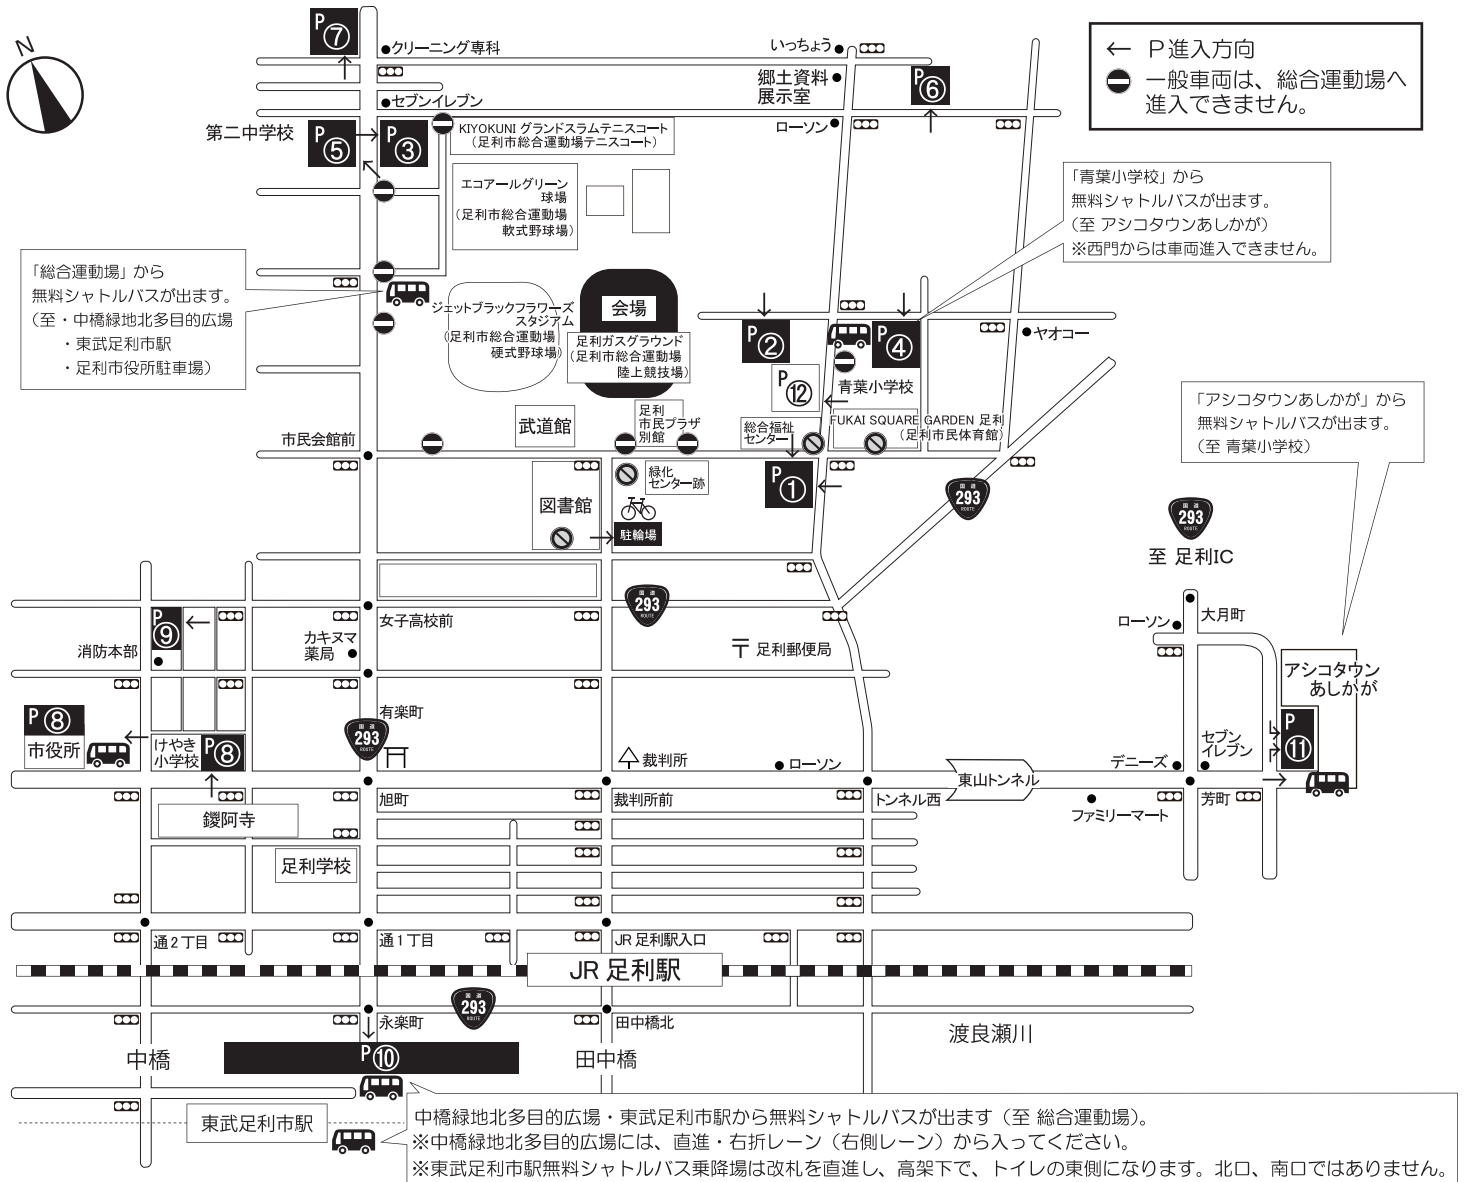 N
P⑦
クリーニング専科
いっちょう
郷土資料
展示室
P⑥
← P進入方向
一般車両は、総合運動場へ
進入できません。
セブンイレブン
ローソン
第二中学校
P⑤
P③
KIYOKUNI グランドスラムテニスコート
(足利市総合運動場テニスコート)
エコアールグリーン
球場
(足利市総合運動場
軟式野球場)
「青葉小学校」から
無料シャトルバスが出ます。
(至 アシコタウンあしかが)
※西門からは車両進入できません。
「総合運動場」から
無料シャトルバスが出ます。
(至・中橋緑地北多目的広場
・東武足利市駅
・足利市役所駐車場)
ジェットブラックフラワーズ
スタジアム
(足利市総合運動場
硬式野球場)
会場
足利ガスグラウンド
(足利市総合運動場
陸上競技場)
P②
P④
ヤオコー
P⑫
青葉小学校
「アシコタウンあしかが」から
無料シャトルバスが出ます。
(至 青葉小学校)
市民会館前
武道館
足利
市民プラザ
別館
総合福祉
センター
FUKAI SQUARE GARDEN 足利
(足利市民体育館)
図書館
緑化
センター跡
P①
駐輪場
国道
293
ROUTE
国道
293
ROUTE
至 足利IC
国道
293
ROUTE
P⑨
消防本部
カキヌマ
薬局
女子高校前
〒 足利郵便局
ローソン
大月町
アシコタウン
あしかが
P⑧
市役所
けやき
小学校
P⑧
有楽町
国道
293
ROUTE
裁判所
ローソン
東山トンネル
デニーズ
セブン
イレブン
P⑪
鑁阿寺
旭町
裁判所前
トンネル西
ファミリーマート
芳町
足利学校
通2丁目
通1丁目
JR 足利駅入口
JR 足利駅
国道
293
ROUTE
永楽町
田中橋北
渡良瀬川
中橋
P⑩
田中橋
東武足利市駅
中橋緑地北多目的広場・東武足利市駅から無料シャトルバスが出ます(至 総合運動場)。
※中橋緑地北多目的広場には、直進・右折レーン(右側レーン)から入ってください。
※東武足利市駅無料シャトルバス乗降場は改札を直進し、高架下で、トイレの東側になります。北口、南口ではありません。